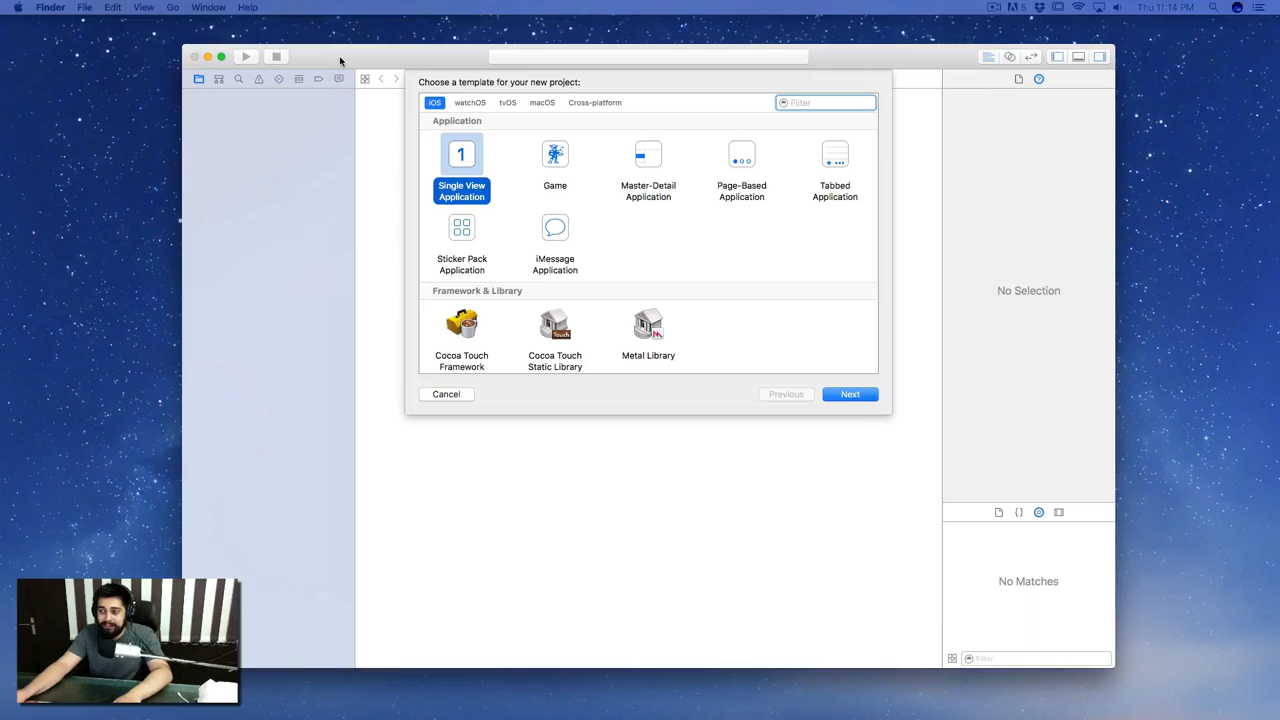 Finder File Edit View Go Window Help
5 Thu 11:14 PM
Choose a template for your new project:
iOS watchOS tvOS macOS Cross-platform
Filter
Application
1
Single View
Application
Game
Master-Detail
Application
Page-Based
Application
Tabbed
Application
Sticker Pack
Application
iMessage
Application
Framework & Library
Cocoa Touch
Framework
Touch
Cocoa Touch
Static Library
Metal Library
Cancel
Previous
Next
No Selection
{ }
No Matches
Filter